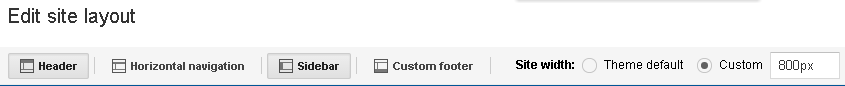 Edit site layout
Header Horizontal navigation Sidebar Custom footer Site width: Theme default Custom 800px